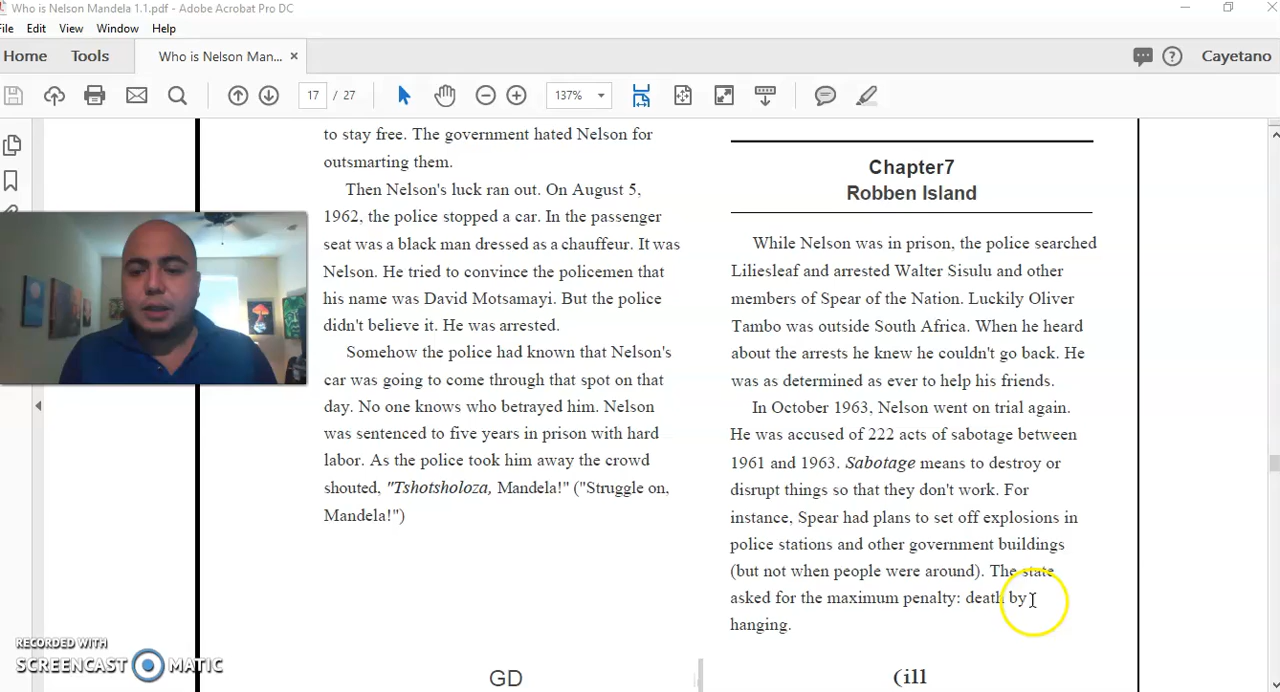 Who is Nelson Mandela 1.1.pdf - Adobe Acrobat Pro DC
File Edit View Window Help
Home Tools Who is Nelson Man... × Cayetano
17 / 27 137%
to stay free. The government hated Nelson for
outsmarting them.
Then Nelson's luck ran out. On August 5,
1962, the police stopped a car. In the passenger
seat was a black man dressed as a chauffeur. It was
Nelson. He tried to convince the policemen that
his name was David Motsamayi. But the police
didn't believe it. He was arrested.
Somehow the police had known that Nelson's
car was going to come through that spot on that
day. No one knows who betrayed him. Nelson
was sentenced to five years in prison with hard
labor. As the police took him away the crowd
shouted, "Tshotsholoza, Mandela!" ("Struggle on,
Mandela!")
GD
Chapter7
Robben Island
While Nelson was in prison, the police searched
Liliesleaf and arrested Walter Sisulu and other
members of Spear of the Nation. Luckily Oliver
Tambo was outside South Africa. When he heard
about the arrests he knew he couldn't go back. He
was as determined as ever to help his friends.
In October 1963, Nelson went on trial again.
He was accused of 222 acts of sabotage between
1961 and 1963. Sabotage means to destroy or
disrupt things so that they don't work. For
instance, Spear had plans to set off explosions in
police stations and other government buildings
(but not when people were around). The state
asked for the maximum penalty: death by
hanging.
(ill
RECORDED WITH
SCREENCAST MATIC